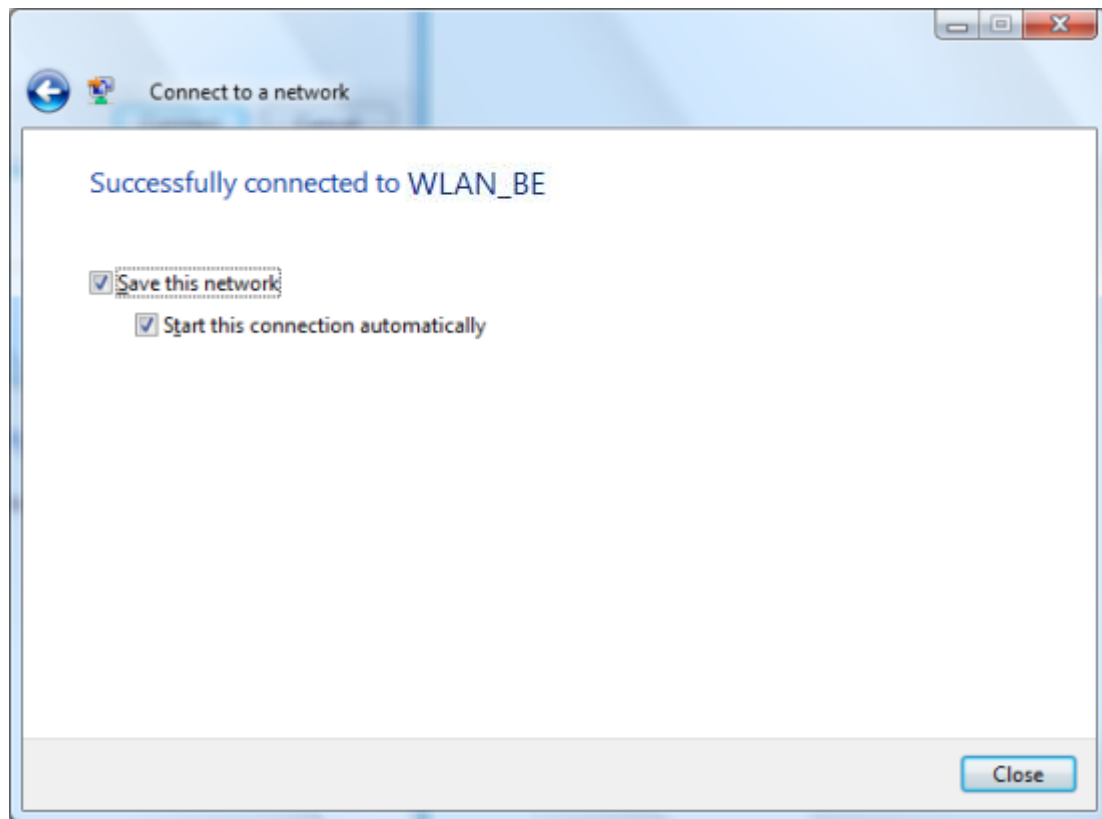 Connect to a network
Successfully connected to WLAN_BE
Save this network
Start this connection automatically
Close